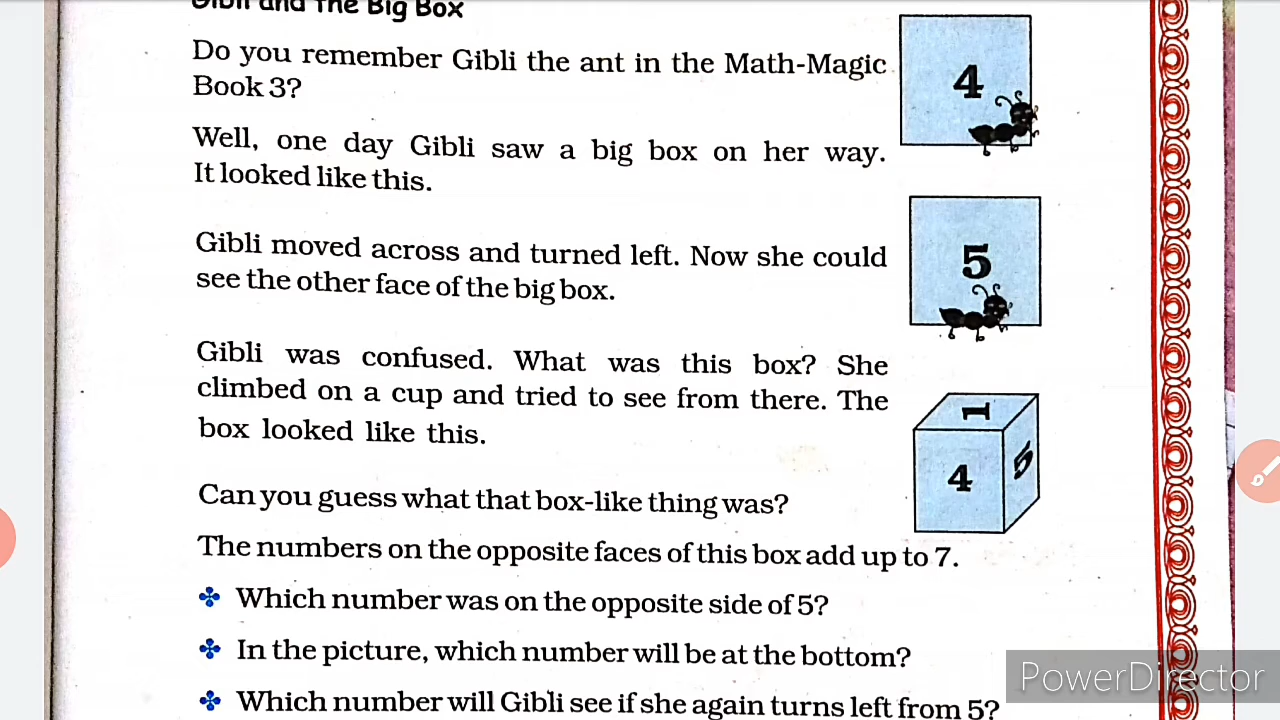 Gibli and the Big Box
Do you remember Gibli the ant in the Math-Magic
Book 3?
4
Well, one day Gibli saw a big box on her way.
It looked like this.
Gibli moved across and turned left. Now she could
see the other face of the big box.
5
Gibli was confused. What was this box? She
climbed on a cup and tried to see from there. The
box looked like this.
1
4 5
Can you guess what that box-like thing was?
The numbers on the opposite faces of this box add up to 7.
Which number was on the opposite side of 5?
In the picture, which number will be at the bottom?
Which number will Gibli see if she again turns left from 5?
PowerDirector